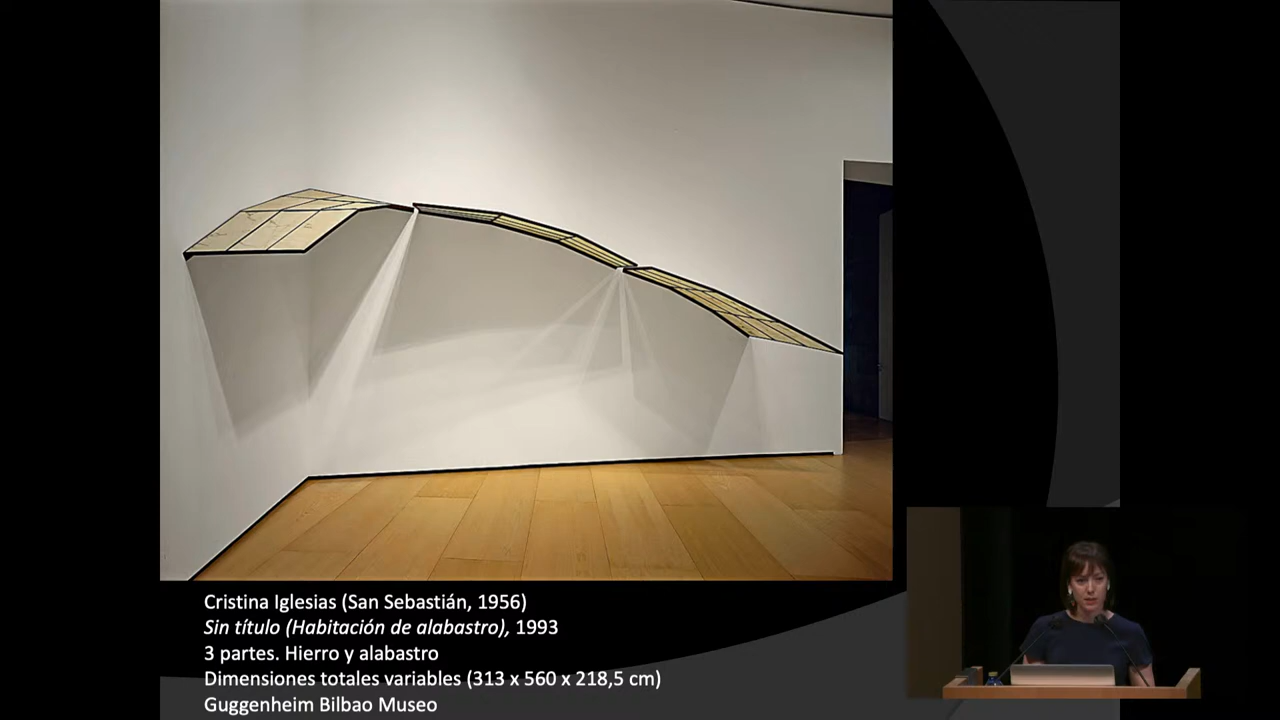 Cristina Iglesias (San Sebastián, 1956)
Sin título (Habitación de alabastro), 1993
3 partes. Hierro y alabastro
Dimensiones totales variables (313 x 560 x 218,5 cm)
Guggenheim Bilbao Museo